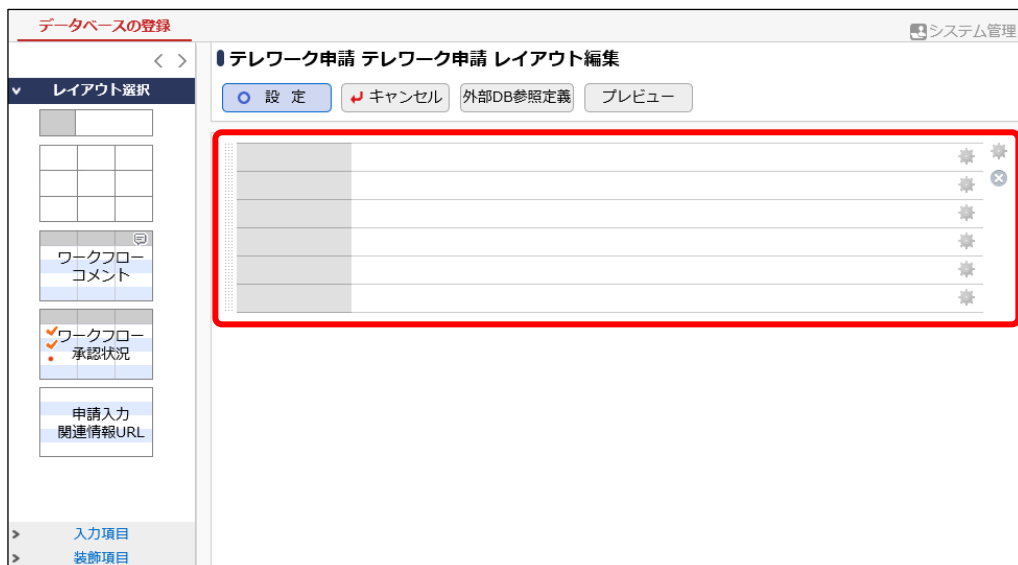 データベースの登録
システム管理
テレワーク申請 テレワーク申請 レイアウト編集
設 定
キャンセル
外部DB参照定義
プレビュー
レイアウト選択
ワークフロー
コメント
ワークフロー
承認状況
申請入力
関連情報URL
入力項目
装飾項目